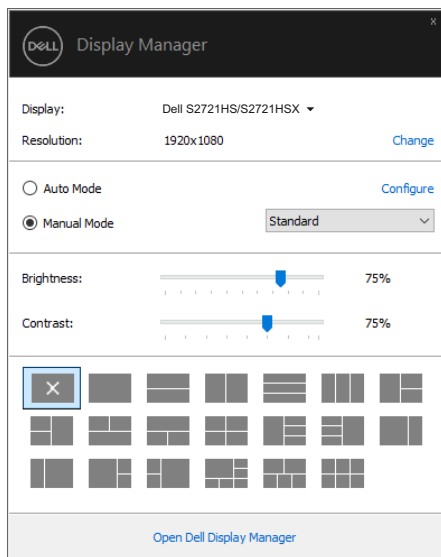 x
DELL Display Manager
Display: Dell S2721HS/S2721HSX
Resolution: 1920x1080 Change
Auto Mode Configure
Manual Mode Standard
Brightness: 75%
Contrast: 75%
Open Dell Display Manager